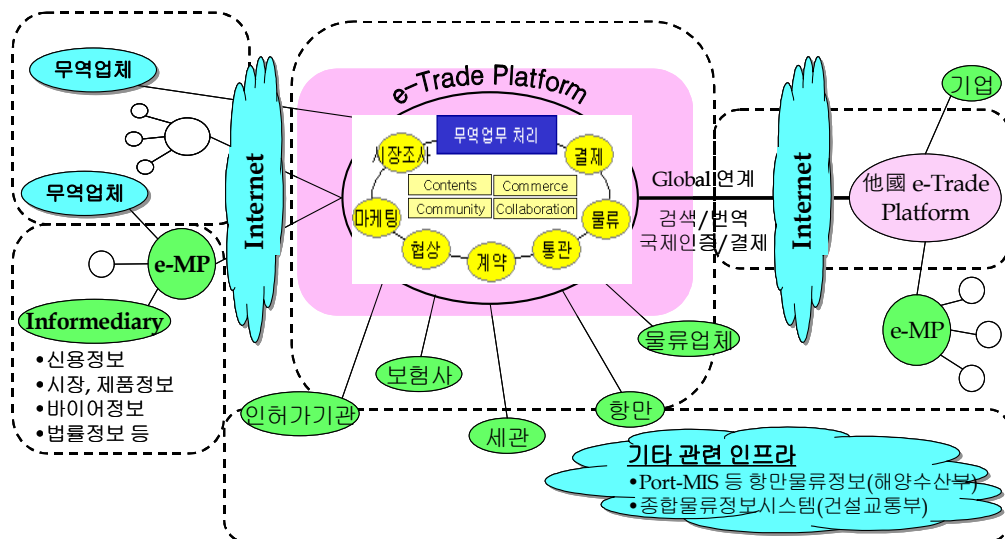 무역업체
무역업체
e-MP
Informediary
•신용정보
•시장, 제품정보
•바이어정보
•법률정보 등
Internet
e-Trade Platform
무역업무 처리
시장조사
결제
Contents
Commerce
Community
Collaboration
마케팅
물류
협상
계약
통관
인허가기관
보험사
세관
항만
물류업체
Global 연계
검색/번역
국제인증/결제
Internet
기업
他國 e-Trade
Platform
e-MP
기타 관련 인프라
•Port-MIS 등 항만물류정보(해양수산부)
•종합물류정보시스템(건설교통부)